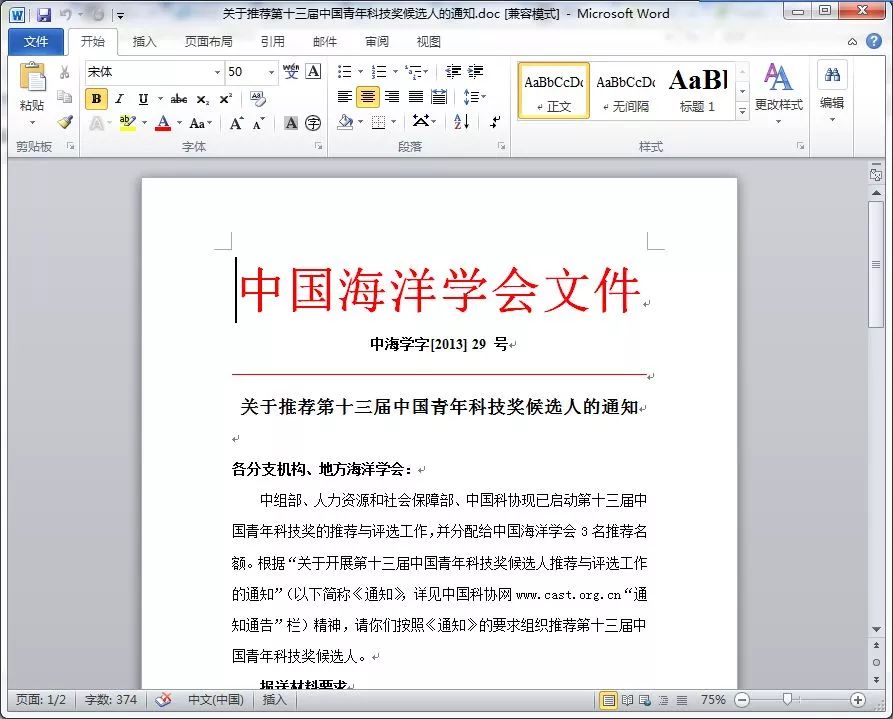 关于推荐第十三届中国青年科技奖候选人的通知.doc [兼容模式] - Microsoft Word
文件 开始 插入 页面布局 引用 邮件 审阅 视图
宋体 50 wén A
AaBbCcDc AaBbCcDc AaBl
粘贴 B I U abc x₂ x² 正文 无间隔 标题 1 更改样式 编辑
A ab A Aa A A A 字
剪贴板 字体 段落 样式
中国海洋学会文件
中海学字[2013] 29 号
关于推荐第十三届中国青年科技奖候选人的通知
各分支机构、地方海洋学会：
中组部、人力资源和社会保障部、中国科协现已启动第十三届中
国青年科技奖的推荐与评选工作，并分配给中国海洋学会 3 名推荐名
额。根据“关于开展第十三届中国青年科技奖候选人推荐与评选工作
的通知”（以下简称《通知》，详见中国科协网 www.cast.org.cn“通
知通告”栏）精神，请你们按照《通知》的要求组织推荐第十三届中
国青年科技奖候选人。
报送材料要求
页面: 1/2 字数: 374 中文(中国) 插入 75%